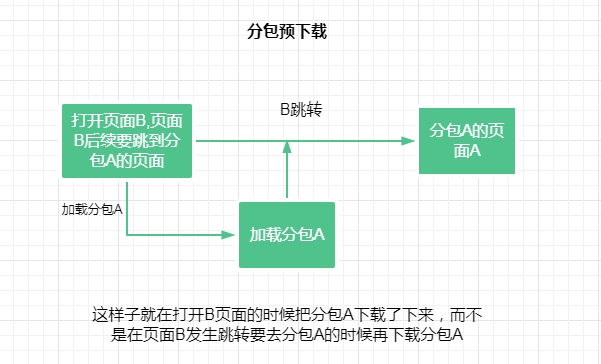 分包预下载
B跳转
打开页面B,页面
B后续要跳到分
包A的页面
分包A的页
面A
加载分包A
加载分包A
这样子就在打开B页面的时候把分包A下载了下来，而不
是在页面B发生跳转要去分包A的时候再下载分包A